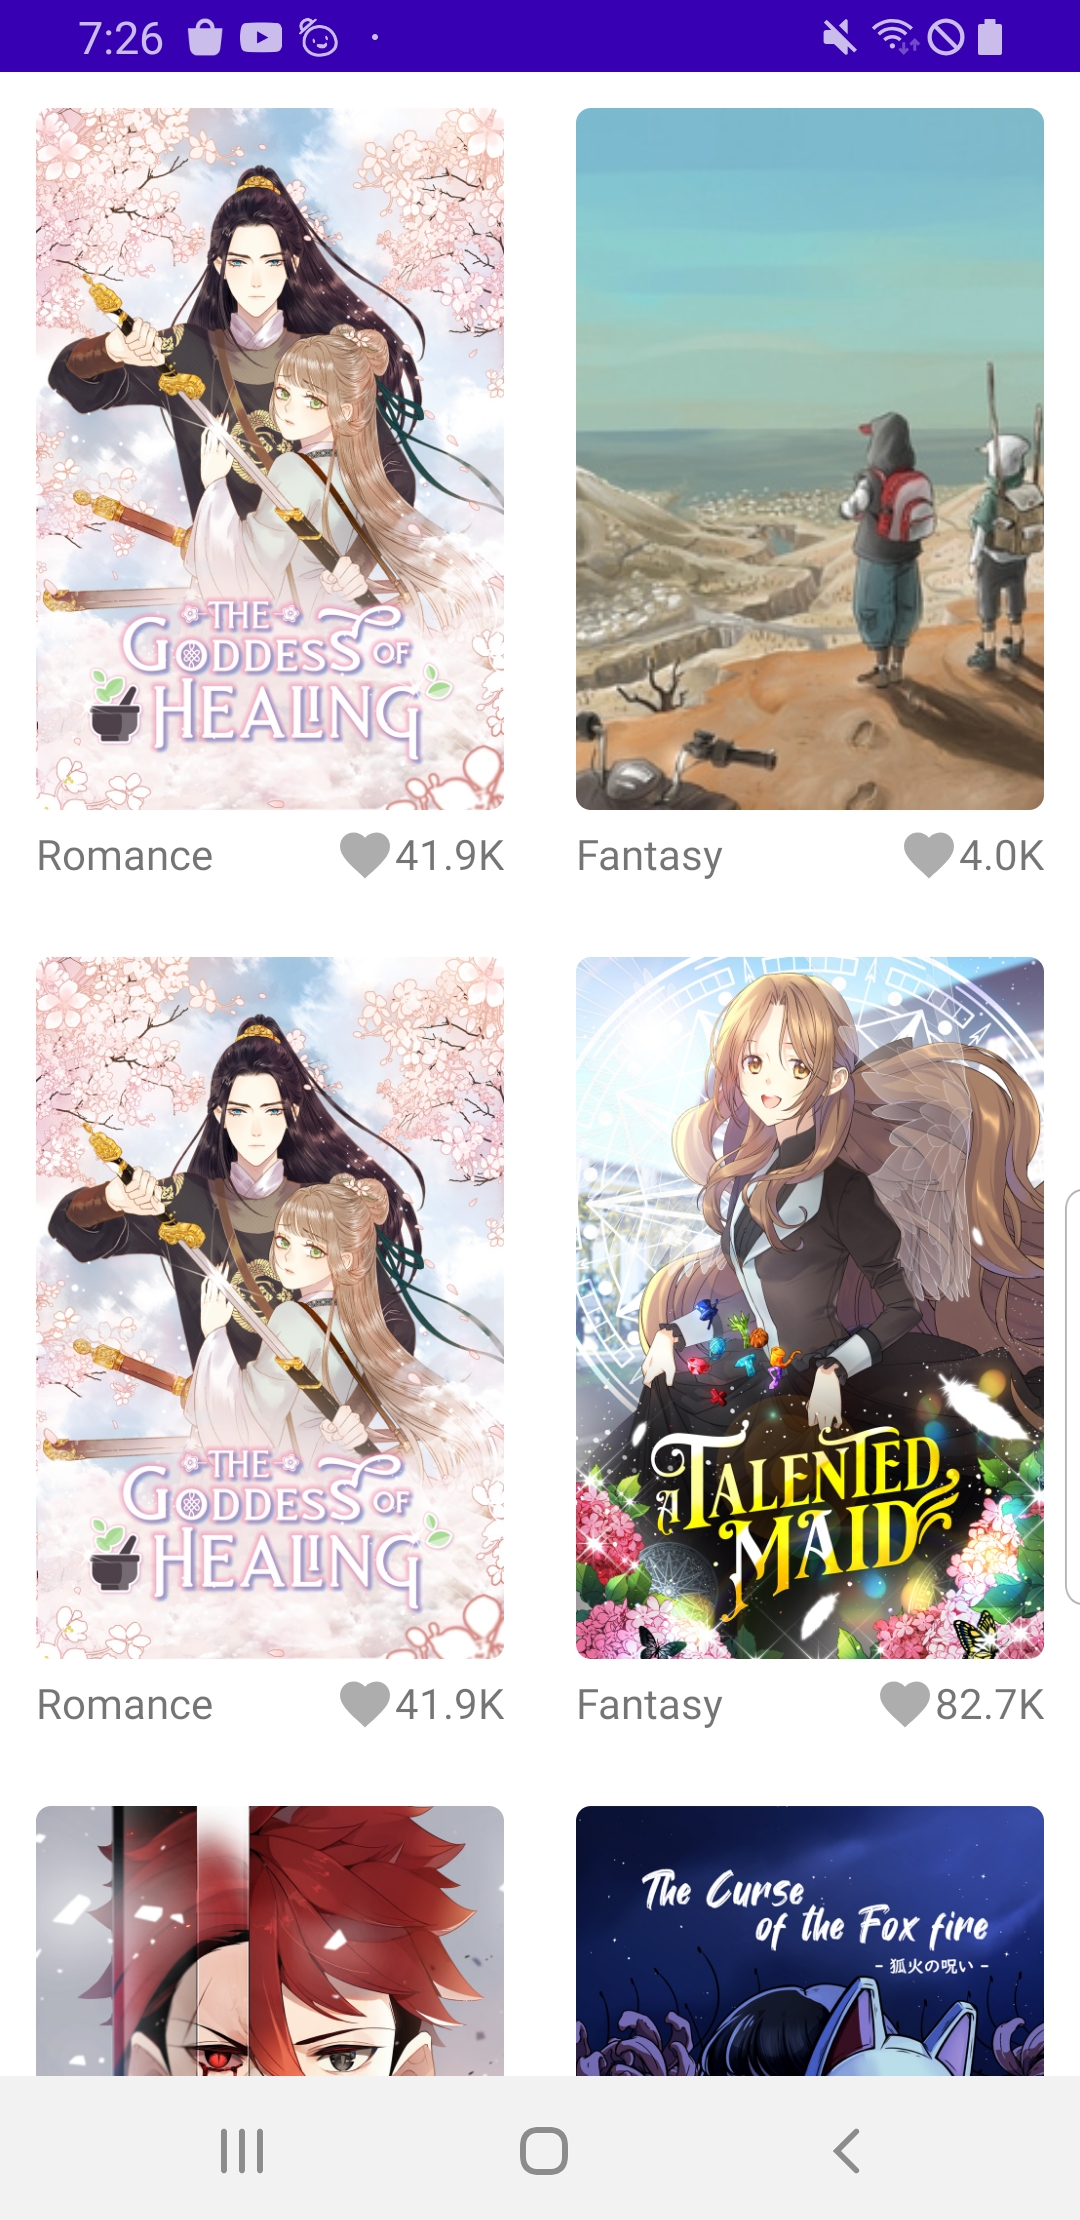 7:26
THE
GODDESS OF
HEALING
Romance
41.9K
Fantasy
4.0K
THE
GODDESS OF
HEALING
Romance
41.9K
A TALENTED
MAID
Fantasy
82.7K
The Curse
of the Fox fire
- 狐火の呪い -